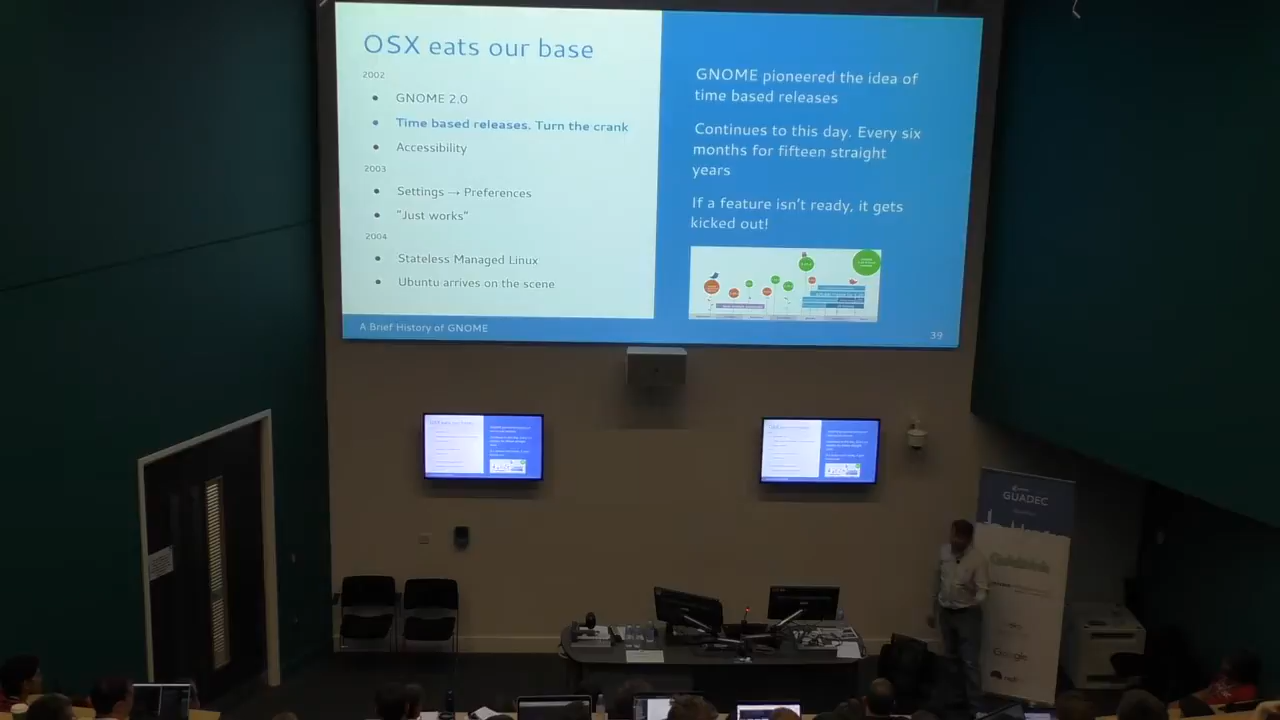 OSX eats our base
2002
● GNOME 2.0
● Time based releases. Turn the crank
● Accessibility
2003
● Settings → Preferences
● "Just works"
2004
● Stateless Managed Linux
● Ubuntu arrives on the scene
A Brief History of GNOME
GNOME pioneered the idea of
time based releases
Continues to this day. Every six
months for fifteen straight
years
If a feature isn't ready, it gets
kicked out!
39
GUADEC
Google